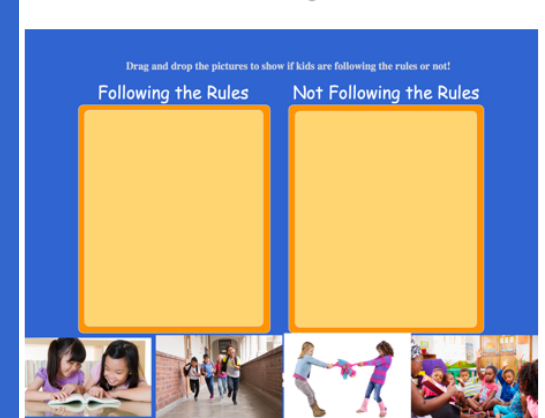 Drag and drop the pictures to show if kids are following the rules or not!
Following the Rules
Not Following the Rules